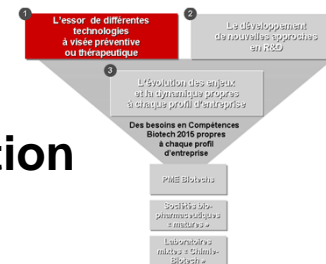 1
L'essor de différentes
technologies
à visée préventive
ou thérapeutique
2
Le développement
de nouvelles approches
en R&D
3
L'évolution des enjeux
et la dynamique propres
à chaque profil d'entreprise
Des besoins en Compétences
Biotech 2015 propres
à chaque profil
d'entreprise
tion
PME Biotechs
Sociétés bio-
pharmaceutiques
« matures »
Laboratoires
mixtes « Chimie-
Biotech »